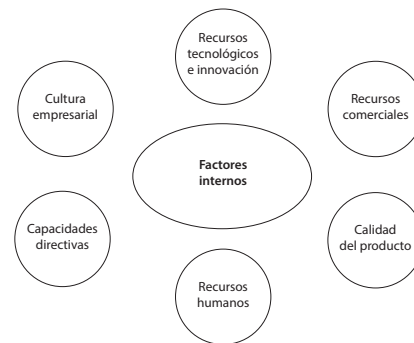 Recursos
tecnológicos
e innovación
Cultura
empresarial
Recursos
comerciales
Factores
internos
Capacidades
directivas
Calidad
del producto
Recursos
humanos